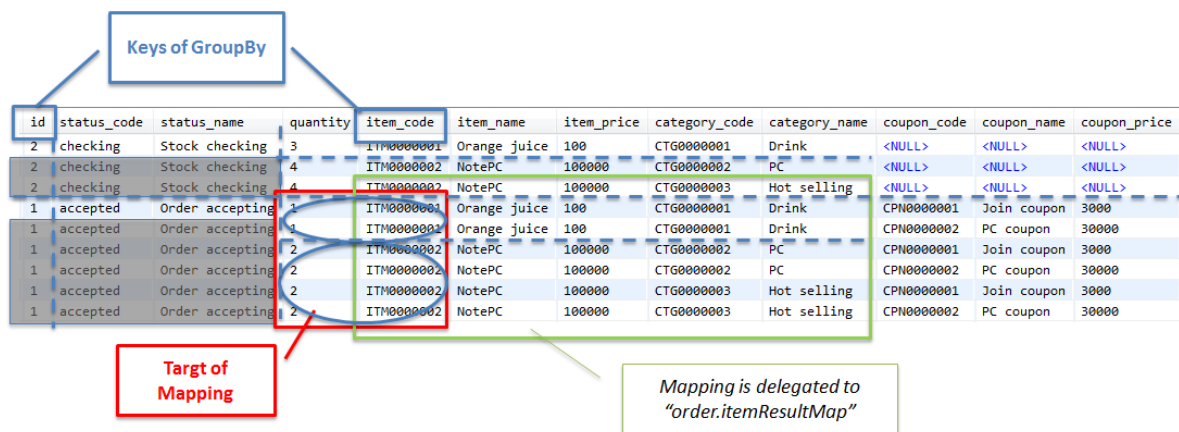 Keys of GroupBy
id status_code status_name quantity item_code item_name item_price category_code category_name coupon_code coupon_name coupon_price
2 checking Stock checking 3 ITM0000001 Orange juice 100 CTG0000001 Drink <NULL> <NULL> <NULL>
2 checking Stock checking 4 ITM0000002 NotePC 100000 CTG0000002 PC <NULL> <NULL> <NULL>
2 checking Stock checking 4 ITM0000002 NotePC 100000 CTG0000003 Hot selling <NULL> <NULL> <NULL>
1 accepted Order accepting 1 ITM0000001 Orange juice 100 CTG0000001 Drink CPN0000001 Join coupon 3000
1 accepted Order accepting 1 ITM0000001 Orange juice 100 CTG0000001 Drink CPN0000002 PC coupon 30000
1 accepted Order accepting 2 ITM0000002 NotePC 100000 CTG0000002 PC CPN0000001 Join coupon 3000
1 accepted Order accepting 2 ITM0000002 NotePC 100000 CTG0000002 PC CPN0000002 PC coupon 30000
1 accepted Order accepting 2 ITM0000002 NotePC 100000 CTG0000003 Hot selling CPN0000001 Join coupon 3000
1 accepted Order accepting 2 ITM0000002 NotePC 100000 CTG0000003 Hot selling CPN0000002 PC coupon 30000
Targt of
Mapping
Mapping is delegated to
“order.itemResultMap”